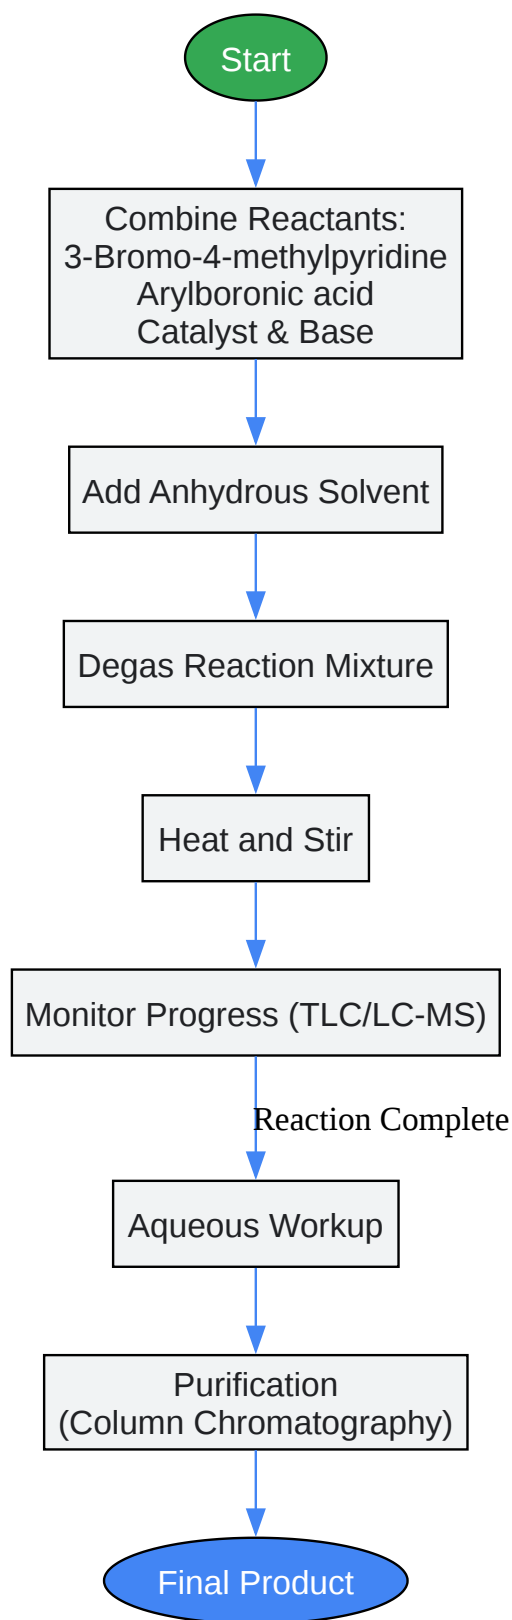 Start
Combine Reactants:
3-Bromo-4-methylpyridine
Arylboronic acid
Catalyst & Base
Add Anhydrous Solvent
Degas Reaction Mixture
Heat and Stir
Monitor Progress (TLC/LC-MS)
Reaction Complete
Aqueous Workup
Purification
(Column Chromatography)
Final Product